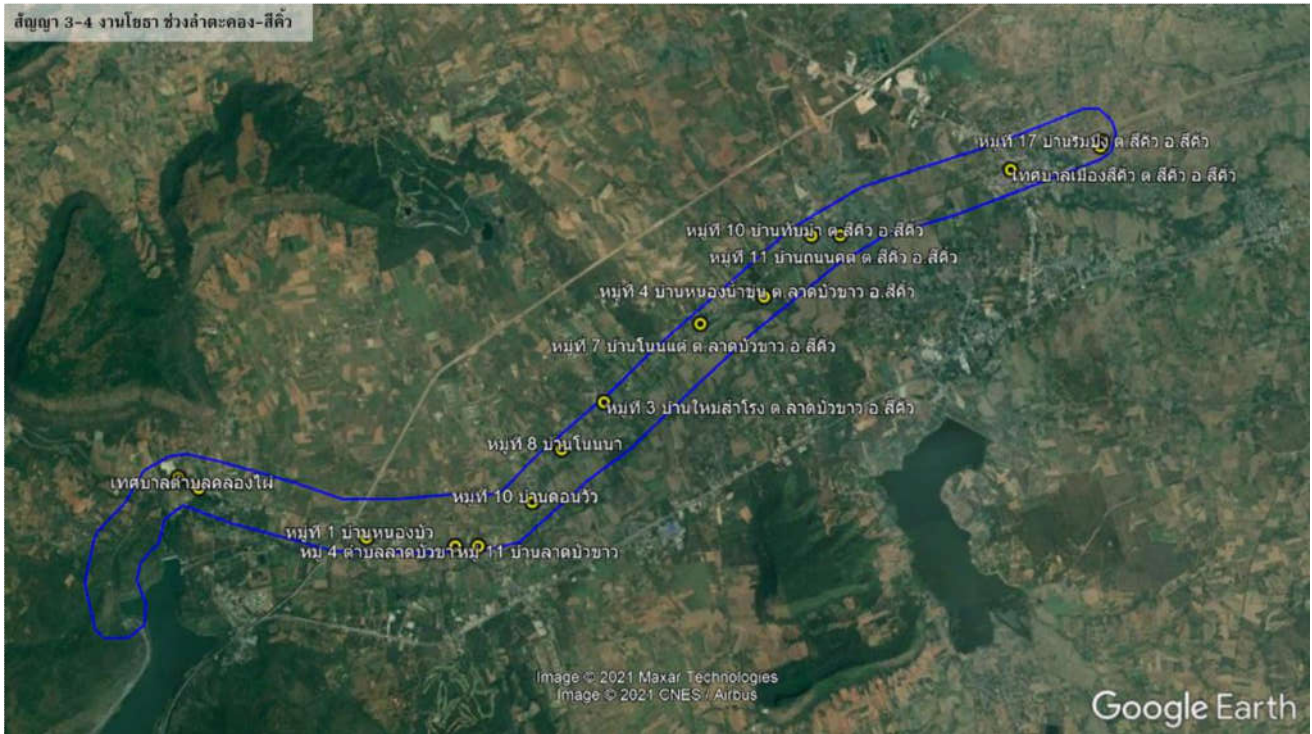 สัญญา 3-4 งานโยธา ช่วงลำตะคอง-สีคิ้ว
หมู่ที่ 17 บ้านริมบึง ต.สีคิ้ว อ.สีคิ้ว
เทศบาลเมืองสีคิ้ว ต.สีคิ้ว อ.สีคิ้ว
หมู่ที่ 10 บ้านทับม้า ต.สีคิ้ว อ.สีคิ้ว
หมู่ที่ 11 บ้านถนนคต ต.สีคิ้ว อ.สีคิ้ว
หมู่ที่ 4 บ้านหนองน้ำขุ่น ต.ลาดบัวขาว อ.สีคิ้ว
หมู่ที่ 7 บ้านโนนแต้ ต.ลาดบัวขาว อ.สีคิ้ว
หมู่ที่ 3 บ้านใหม่สำโรง ต.ลาดบัวขาว อ.สีคิ้ว
หมู่ที่ 8 บ้านโนนนา
เทศบาลตำบลคลองไผ่
หมู่ที่ 10 บ้านดอนวัว
หมู่ที่ 1 บ้านหนองบัว
หมู่ 4 ตำบลลาดบัวขา หมู่ 11 บ้านลาดบัวขาว
Image © 2021 Maxar Technologies
Image © 2021 CNES / Airbus
Google Earth